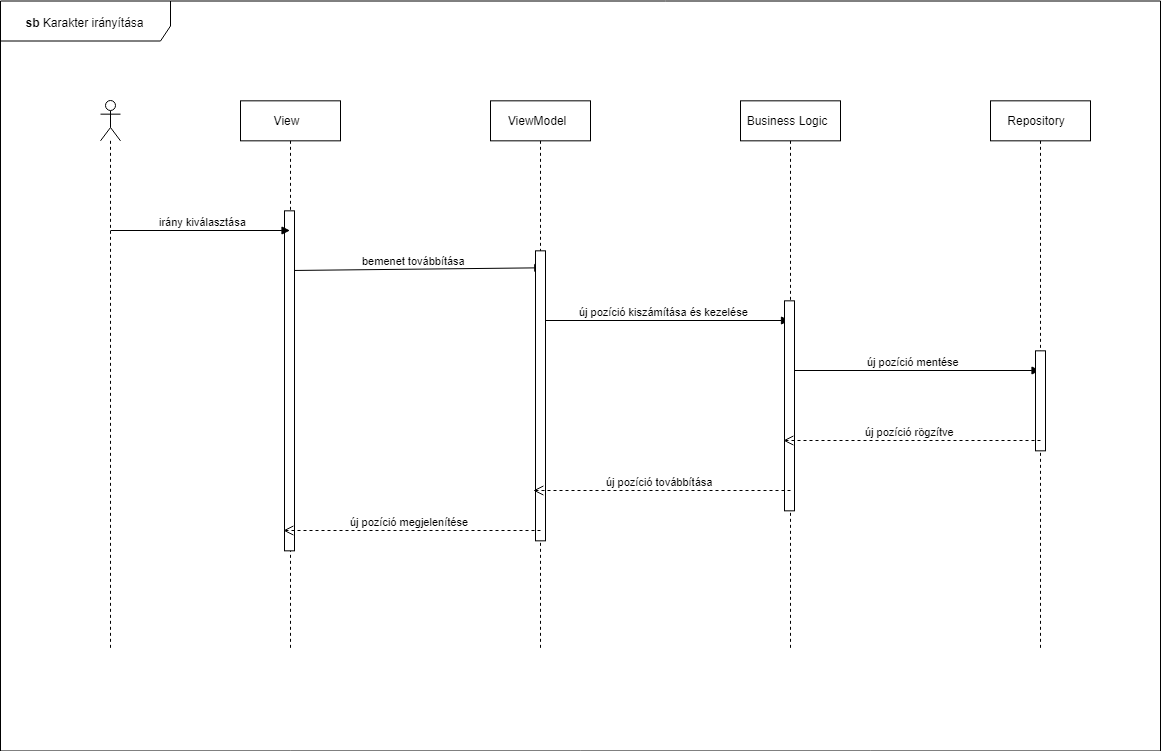 sb Karakter irányítása
View
ViewModel
Business Logic
Repository
irány kiválasztása
bemenet továbbítása
új pozíció kiszámítása és kezelése
új pozíció mentése
új pozíció rögzítve
új pozíció továbbítása
új pozíció megjelenítése